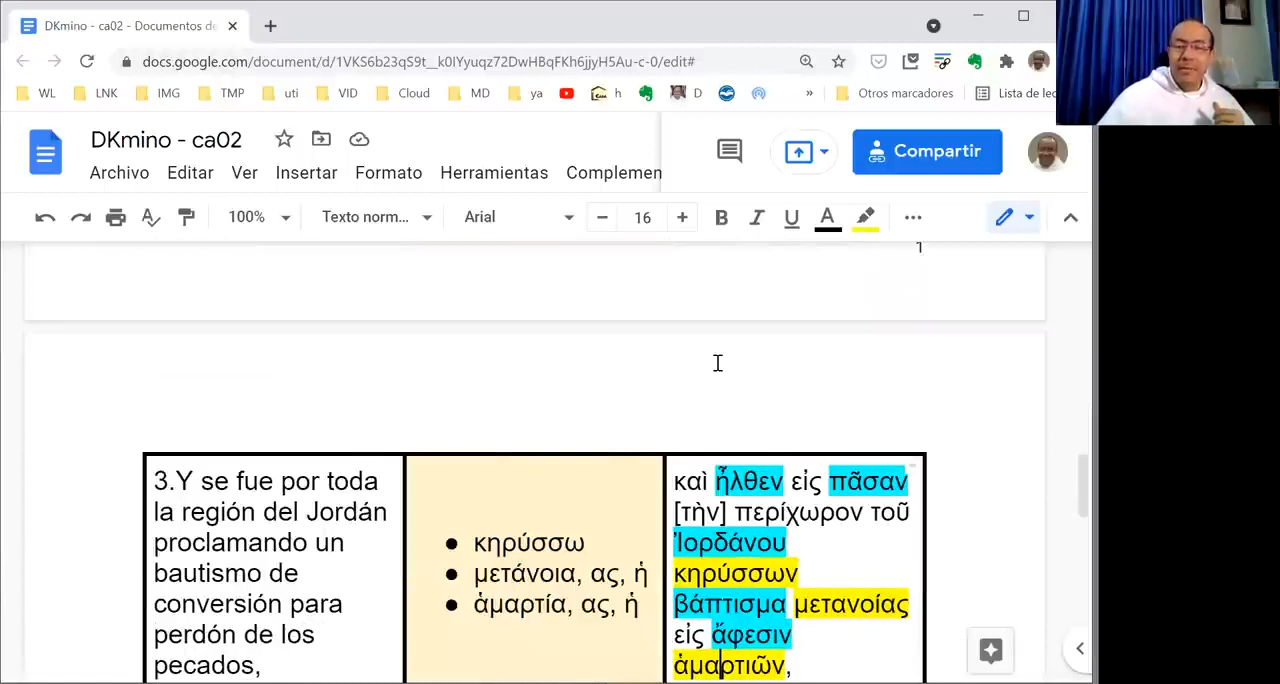 DKmino - ca02 - Documentos de
docs.google.com/document/d/1VKS6b23qS9t__k0lYyuqz72DwHBqFKh6jjyH5Au-c-0/edit#
WL LNK IMG TMP uti VID Cloud MD ya h D » Otros marcadores Lista de lec
DKmino - ca02
Compartir
Archivo Editar Ver Insertar Formato Herramientas Complemen
100% Texto norm... Arial 16 B I U A
1
3.Y se fue por toda
la región del Jordán
proclamando un
bautismo de
conversión para
perdón de los
pecados,
● κηρύσσω
● μετάνοια, ας, ἡ
● ἁμαρτία, ας, ἡ
καὶ ἦλθεν εἰς πᾶσαν
[τὴν] περίχωρον τοῦ
Ἰορδάνου
κηρύσσων
βάπτισμα μετανοίας
εἰς ἄφεσιν
ἁμαρτιῶν,